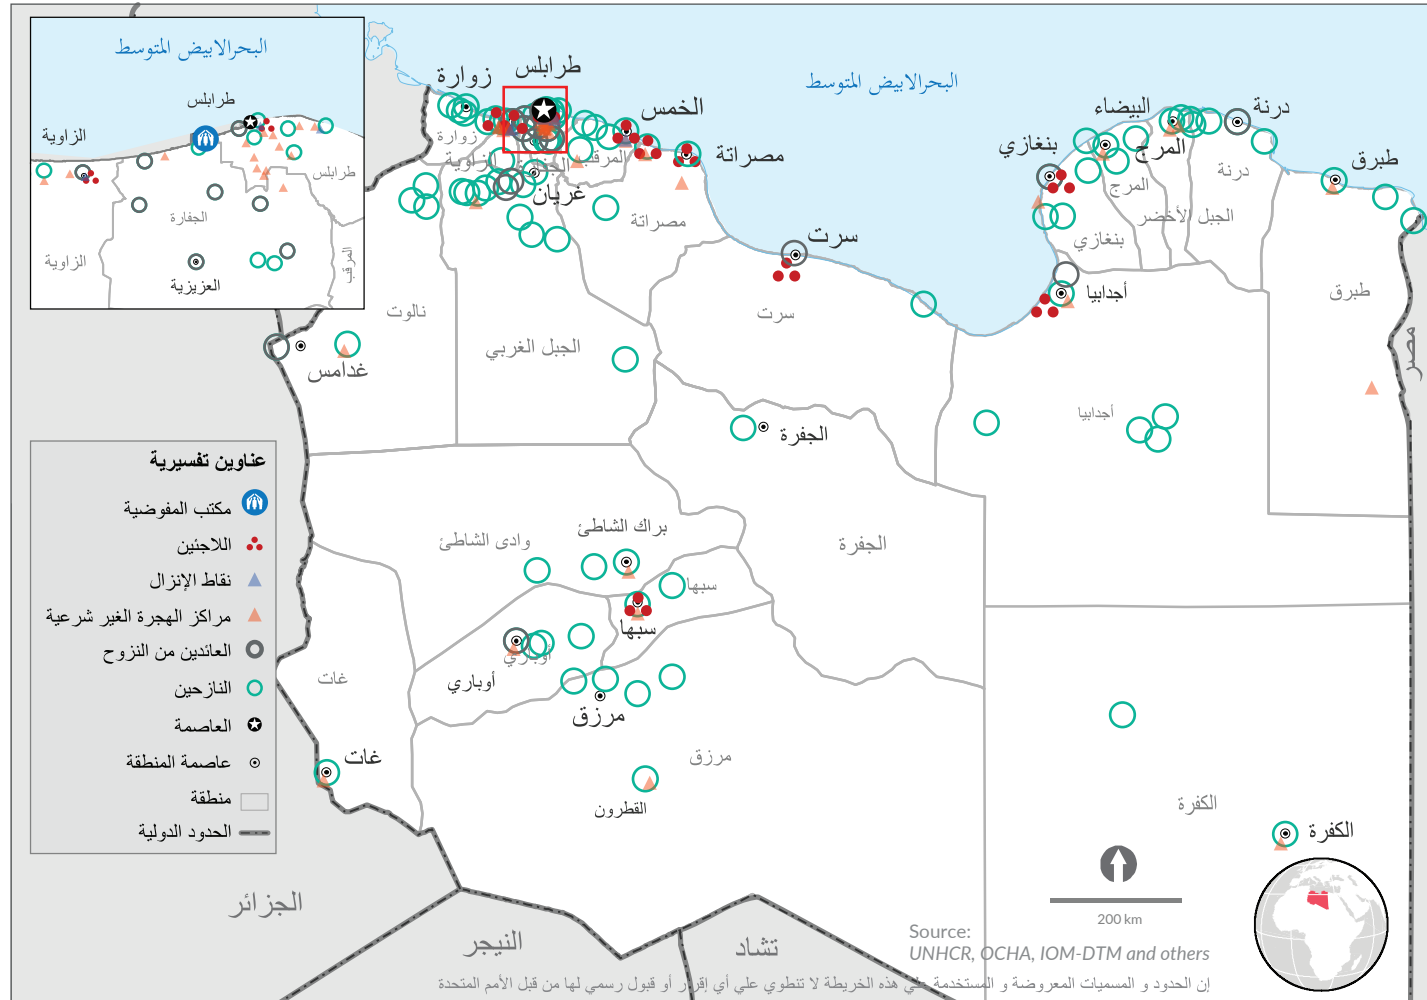 البحرالابيض المتوسط
طرابلس
الزاوية
طرابلس
الجفارة
الزاوية
المرقب
العزيزية
البحرالابيض المتوسط
زوارة
طرابلس
الخمس
مصراتة
زوارة
الزاوية
المرقب
غريان
مصراتة
سرت
سرت
بنغازي
البيضاء
المرج
درنة
طبرق
المرج
الجبل الأخضر
درنة
بنغازي
أجدابيا
طبرق
مصر
نالوت
غدامس
الجبل الغربي
الجفرة
أجدابيا
الجفرة
وادى الشاطئ
براك الشاطئ
سبها
سبها
أوباري
أوباري
غات
غات
مرزق
مرزق
القطرون
الكفرة
الكفرة
الجزائر
النيجر
تشاد
عناوين تفسيرية
مكتب المفوضية
اللاجئين
نقاط الإنزال
مراكز الهجرة الغير شرعية
العائدين من النزوح
النازحين
العاصمة
عاصمة المنطقة
منطقة
الحدود الدولية
200 km
Source:
UNHCR, OCHA, IOM-DTM and others
إن الحدود و المسميات المعروضة و المستخدمة علي هذه الخريطة لا تنطوي علي أي إقرار أو قبول رسمي لها من قبل الأمم المتحدة